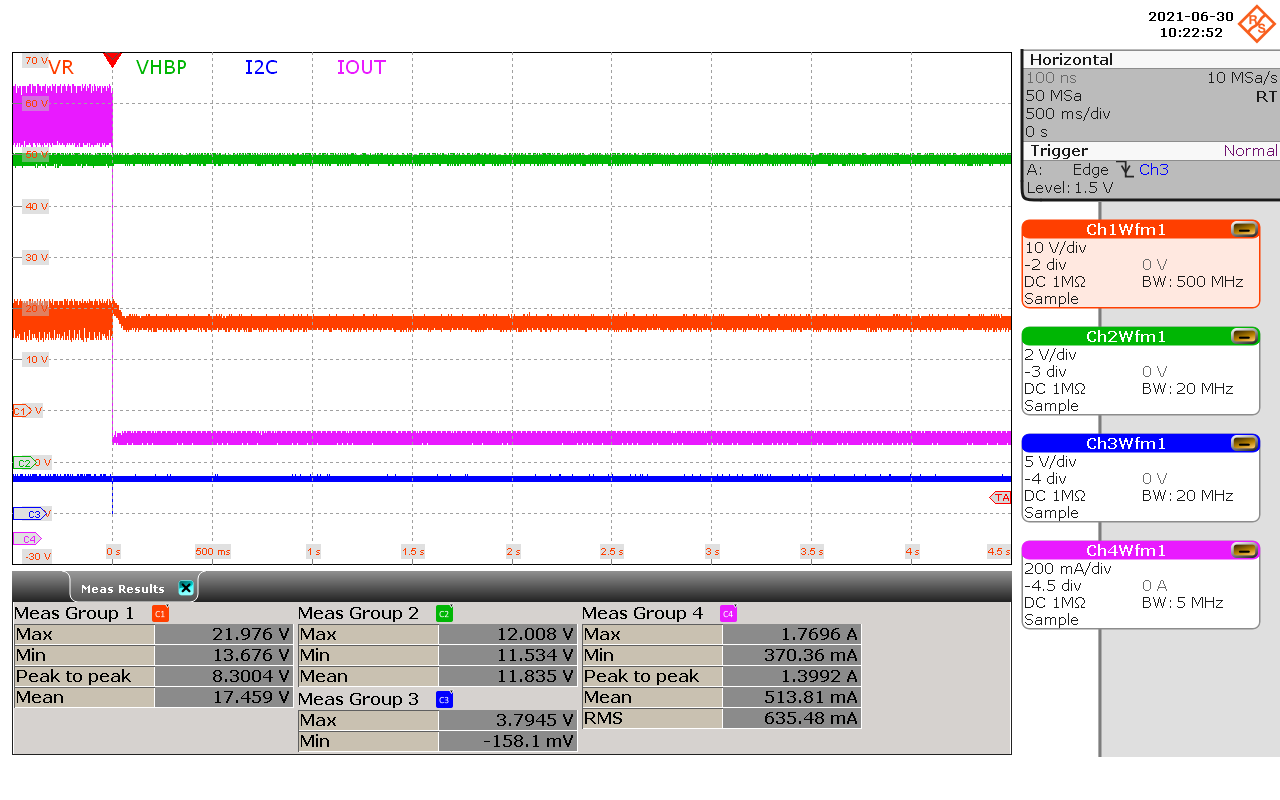 2021-06-30
10:22:52
R&S
VR VHBP I2C IOUT
70 V
60 V
50 V
40 V
30 V
20 V
10 V
C1 V
C2 0 V
C3 V
C4
-30 V
TA
0 s 500 ms 1 s 1.5 s 2 s 2.5 s 3 s 3.5 s 4 s 4.5 s
Horizontal
100 ns 10 MSa/s
50 MSa RT
500 ms/div
0 s
Trigger Normal
A: Edge Ch3
Level: 1.5 V
Ch1Wfm1
10 V/div
-2 div 0 V
DC 1MΩ BW: 500 MHz
Sample
Ch2Wfm1
2 V/div
-3 div 0 V
DC 1MΩ BW: 20 MHz
Sample
Ch3Wfm1
5 V/div
-4 div 0 V
DC 1MΩ BW: 20 MHz
Sample
Ch4Wfm1
200 mA/div
-4.5 div 0 A
DC 1MΩ BW: 5 MHz
Sample
Meas Results
Meas Group 1 C1
Max 21.976 V
Min 13.676 V
Peak to peak 8.3004 V
Mean 17.459 V
Meas Group 2 C2
Max 12.008 V
Min 11.534 V
Mean 11.835 V
Meas Group 3 C3
Max 3.7945 V
Min -158.1 mV
Meas Group 4 C4
Max 1.7696 A
Min 370.36 mA
Peak to peak 1.3992 A
Mean 513.81 mA
RMS 635.48 mA